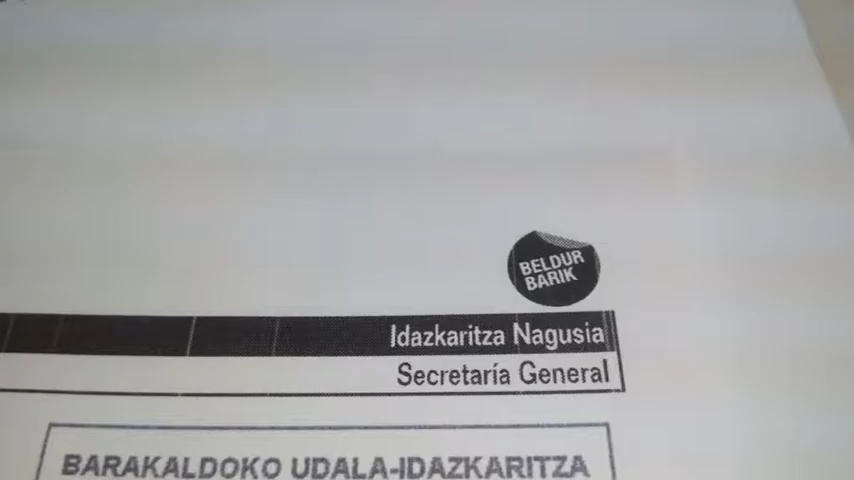 BELDUR
BARIK
Idazkaritza Nagusia
Secretaría General
BARAKALDOKO UDALA-IDAZKARITZA